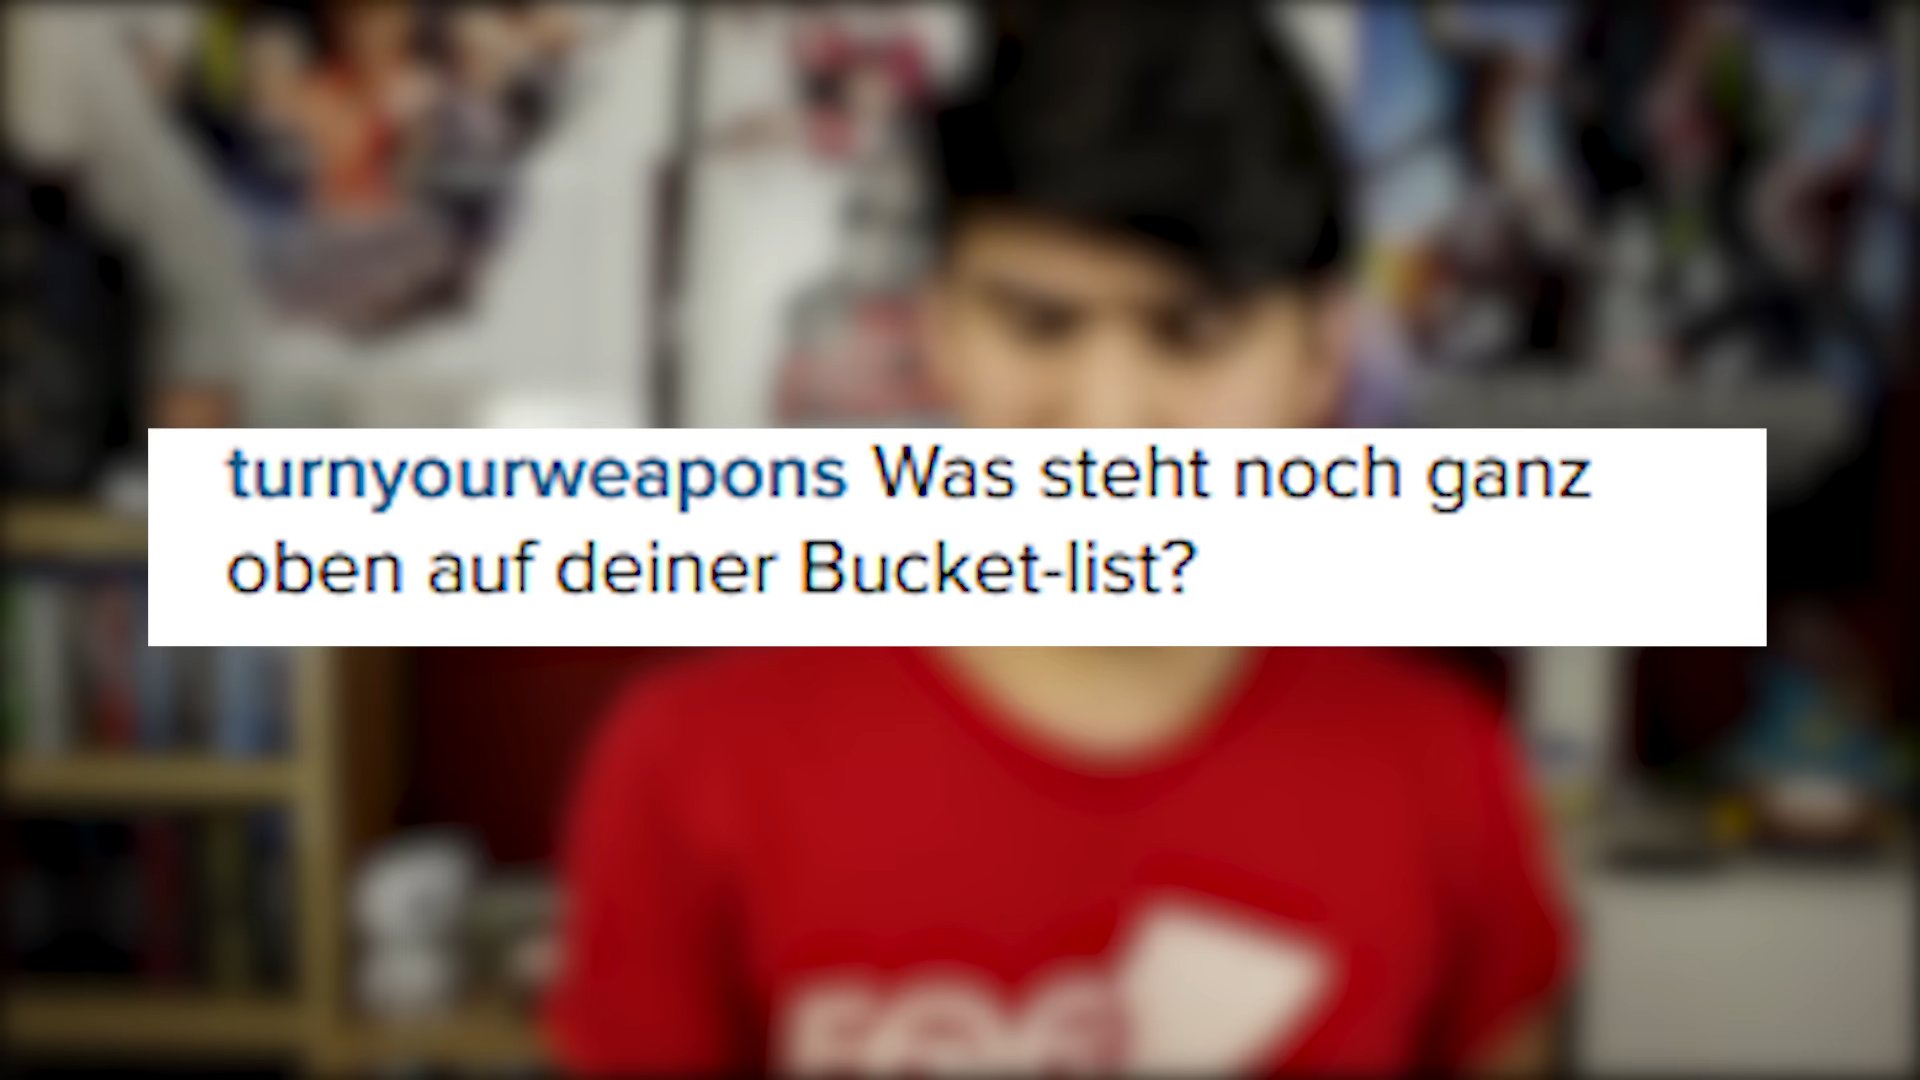 turnyourweapons Was steht noch ganz
oben auf deiner Bucket-list?